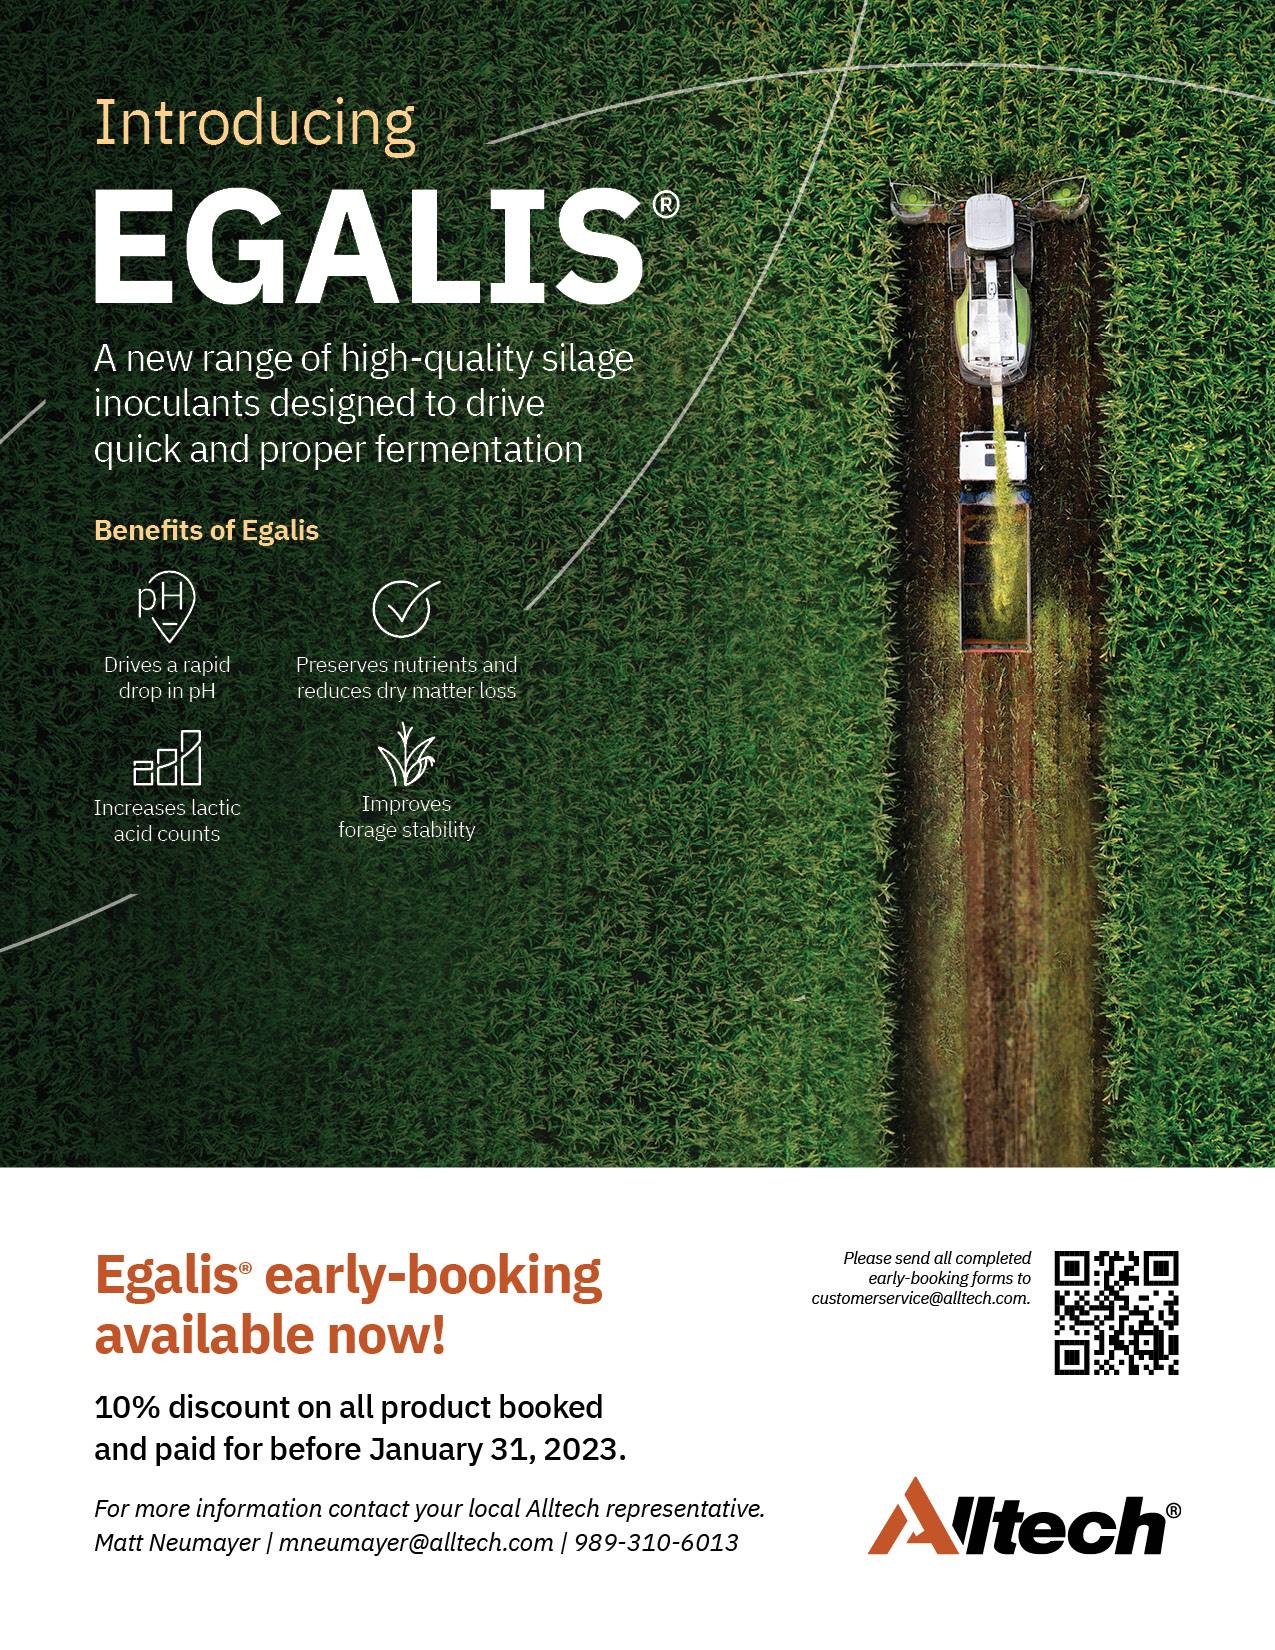 Introducing
EGALIS®
A new range of high-quality silage
inoculants designed to drive
quick and proper fermentation
Benefits of Egalis
pH
Drives a rapid
drop in pH
Preserves nutrients and
reduces dry matter loss
Increases lactic
acid counts
Improves
forage stability
Egalis® early-booking
available now!
10% discount on all product booked
and paid for before January 31, 2023.
For more information contact your local Alltech representative.
Matt Neumayer | mneumayer@alltech.com | 989-310-6013
Please send all completed
early-booking forms to
customerservice@alltech.com.
Alltech®